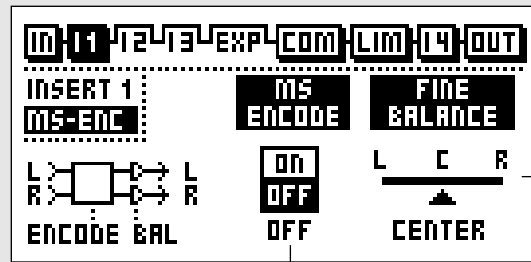 IN I1 I2 I3 EXP COM LIM I4 OUT
INSERT 1
MS-ENC
MS
ENCODE
FINE
BALANCE
L L
R R
ENCODE BAL
ON
OFF
OFF
L C R
CENTER